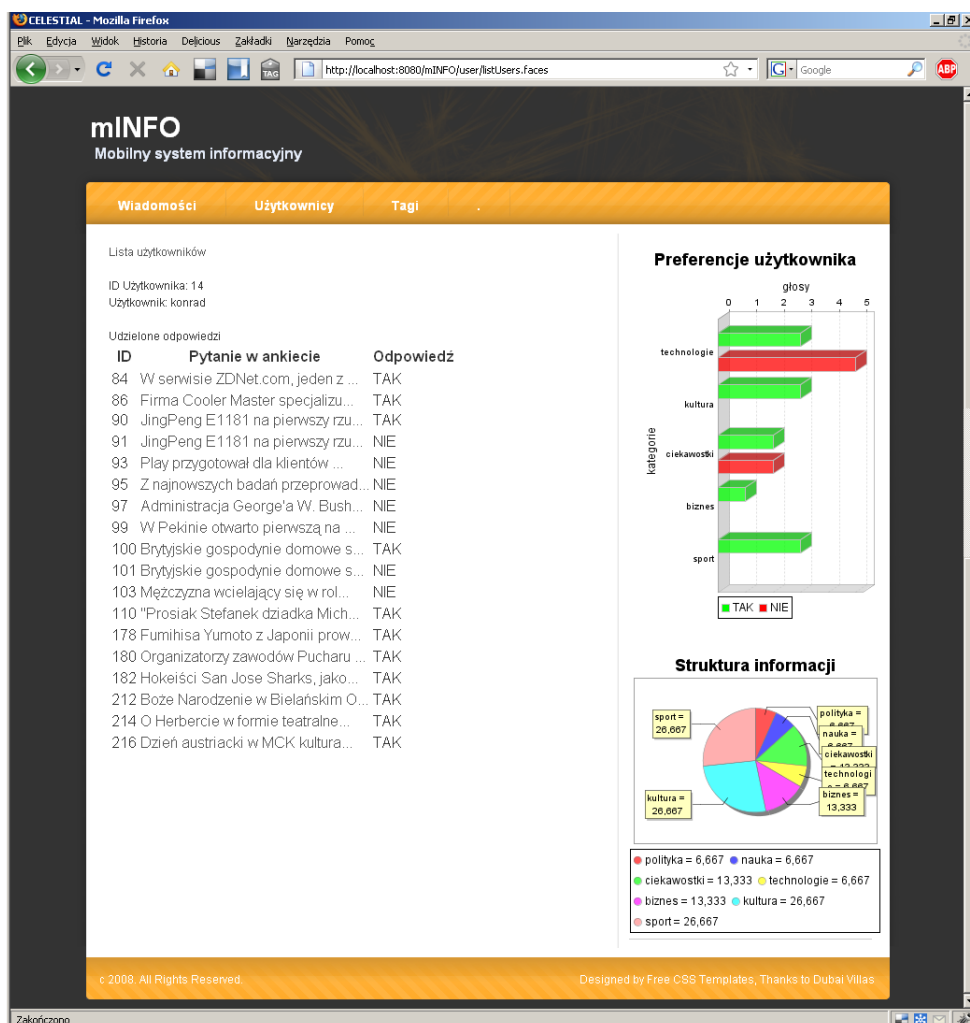 CELESTIAL - Mozilla Firefox
Plik Edycja Widok Historia Delicious Zakładki Narzędzia Pomoc
TAG http://localhost:8080/mINFO/user/listUsers.faces G Google ABP
mINFO
Mobilny system informacyjny
Wiadomości Użytkownicy Tagi .
Lista użytkowników
ID Użytkownika: 14
Użytkownik: konrad
Udzielone odpowiedzi
ID Pytanie w ankiecie Odpowiedź
84 W serwisie ZDNet.com, jeden z ... TAK
86 Firma Cooler Master specjalizu... TAK
90 JingPeng E1181 na pierwszy rzu... TAK
91 JingPeng E1181 na pierwszy rzu... NIE
93 Play przygotował dla klientów ... NIE
95 Z najnowszych badań przeprowad... NIE
97 Administracja George'a W. Bush... NIE
99 W Pekinie otwarto pierwszą na ... NIE
100 Brytyjskie gospodynie domowe s... TAK
101 Brytyjskie gospodynie domowe s... NIE
103 Mężczyzna wcielający się w rol... NIE
110 "Prosiak Stefanek dziadka Mich... TAK
178 Fumihisa Yumoto z Japonii prow... TAK
180 Organizatorzy zawodów Pucharu ... TAK
182 Hokeiści San Jose Sharks, jako... TAK
212 Boże Narodzenie w Bielańskim O... TAK
214 O Herbercie w formie teatralne... TAK
216 Dzień austriacki w MCK kultura... TAK
Preferencje użytkownika
głosy
0 1 2 3 4 5
kategorie
technologie
kultura
ciekawostki
biznes
sport
TAK NIE
Struktura informacji
sport =
26,667
polityka =
6,667
nauka =
6,667
ciekawostki
= 13,333
technologi
e = 6,667
biznes =
13,333
kultura =
26,667
polityka = 6,667 nauka = 6,667
ciekawostki = 13,333 technologie = 6,667
biznes = 13,333 kultura = 26,667
sport = 26,667
c 2008. All Rights Reserved.
Designed by Free CSS Templates, Thanks to Dubai Villas
Zakończono